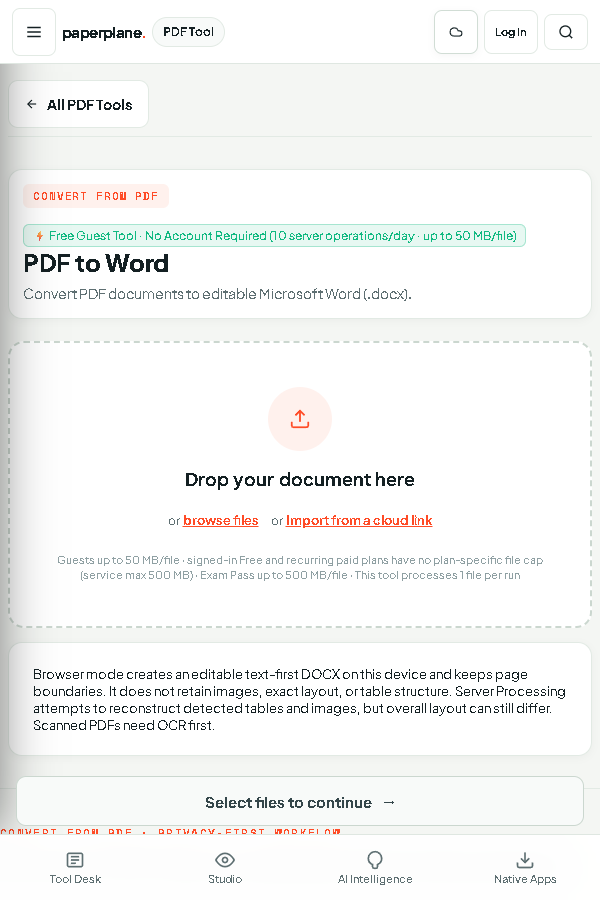 paperplane.
PDF Tool
Log In
All PDF Tools
CONVERT FROM PDF
Free Guest Tool · No Account Required (10 server operations/day · up to 50 MB/file)
PDF to Word
Convert PDF documents to editable Microsoft Word (.docx).
Drop your document here
or browse files or Import from a cloud link
Guests up to 50 MB/file · signed-in Free and recurring paid plans have no plan-specific file cap
(service max 500 MB) · Exam Pass up to 500 MB/file · This tool processes 1 file per run
Browser mode creates an editable text-first DOCX on this device and keeps page
boundaries. It does not retain images, exact layout, or table structure. Server Processing
attempts to reconstruct detected tables and images, but overall layout can still differ.
Scanned PDFs need OCR first.
Select files to continue →
CONVERT FROM PDF · PRIVACY-FIRST WORKFLOW
Tool Desk
Studio
AI Intelligence
Native Apps